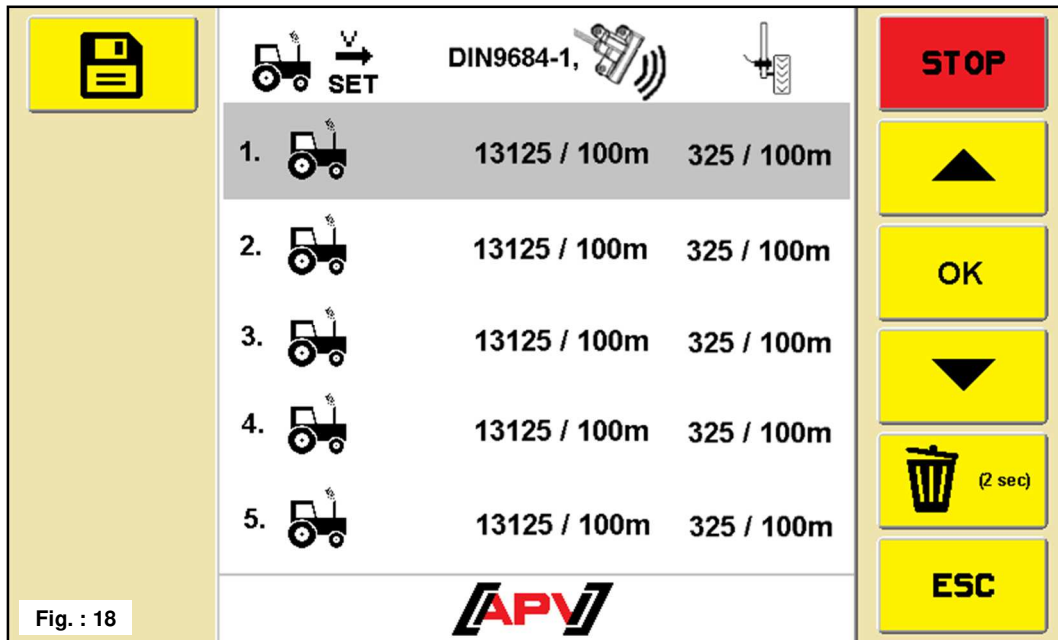 V
SET
DIN9684-1,
STOP
1. 13125 / 100m 325 / 100m
2. 13125 / 100m 325 / 100m
OK
3. 13125 / 100m 325 / 100m
4. 13125 / 100m 325 / 100m
(2 sec)
5. 13125 / 100m 325 / 100m
ESC
APV
Fig. : 18